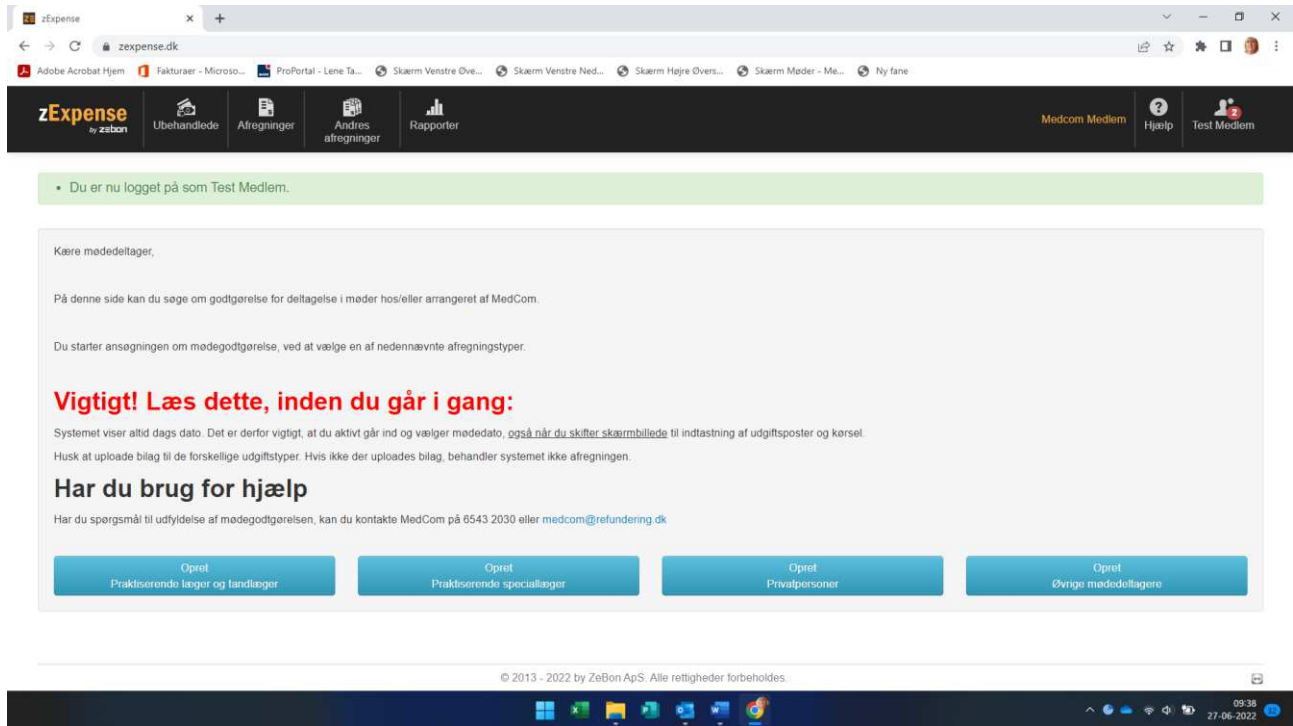 zExpense
zexpense.dk
Adobe Acrobat Hjem Fakturaer - Microso... ProPortal - Lene Ta... Skærm Venstre Øve... Skærm Venstre Ned... Skærm Højre Overs... Skærm Møder - Me... Ny fane
zExpense
by zebon
Ubehandlede
Afregninger
Andres
afregninger
Rapporter
Medcom Medlem
Hjælp
2
Test Medlem
• Du er nu logget på som Test Medlem.
Kære mødedeltager,
På denne side kan du søge om godtgørelse for deltagelse i møder hos/eller arrangeret af MedCom.
Du starter ansøgningen om mødegodtgørelse, ved at vælge en af nedennævnte afregningstyper.
Vigtigt! Læs dette, inden du går i gang:
Systemet viser altid dags dato. Det er derfor vigtigt, at du aktivt går ind og vælger mødedato, også når du skifter skærmbillede til indtastning af udgiftsposter og kørsel.
Husk at uploade bilag til de forskellige udgiftstyper. Hvis ikke der uploades bilag, behandler systemet ikke afregningen.
Har du brug for hjælp
Har du spørgsmål til udfyldelse af mødegodtgørelsen, kan du kontakte MedCom på 6543 2030 eller medcom@refundering.dk
Opret
Praktiserende læger og tandlæger
Opret
Praktiserende speciallæger
Opret
Privatpersoner
Opret
Øvrige mødedeltagere
© 2013 - 2022 by ZeBon ApS. Alle rettigheder forbeholdes.
09:38
27-06-2022